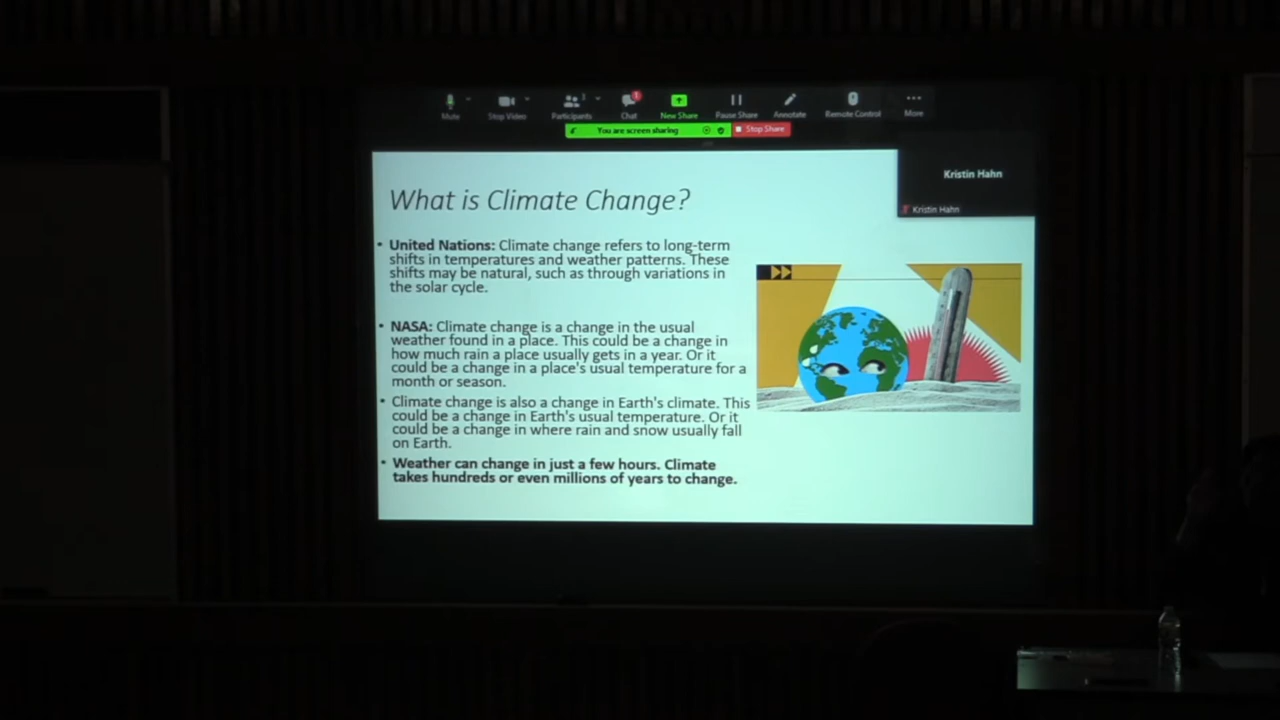 Mute
Stop Video
Participants
1
Chat
1
New Share
Pause Share
Annotate
Remote Control
More
You are screen sharing
Stop Share
Kristin Hahn
Kristin Hahn
What is Climate Change?
• United Nations: Climate change refers to long-term
shifts in temperatures and weather patterns. These
shifts may be natural, such as through variations in
the solar cycle.
• NASA: Climate change is a change in the usual
weather found in a place. This could be a change in
how much rain a place usually gets in a year. Or it
could be a change in a place's usual temperature for a
month or season.
• Climate change is also a change in Earth's climate. This
could be a change in Earth's usual temperature. Or it
could be a change in where rain and snow usually fall
on Earth.
• Weather can change in just a few hours. Climate
takes hundreds or even millions of years to change.